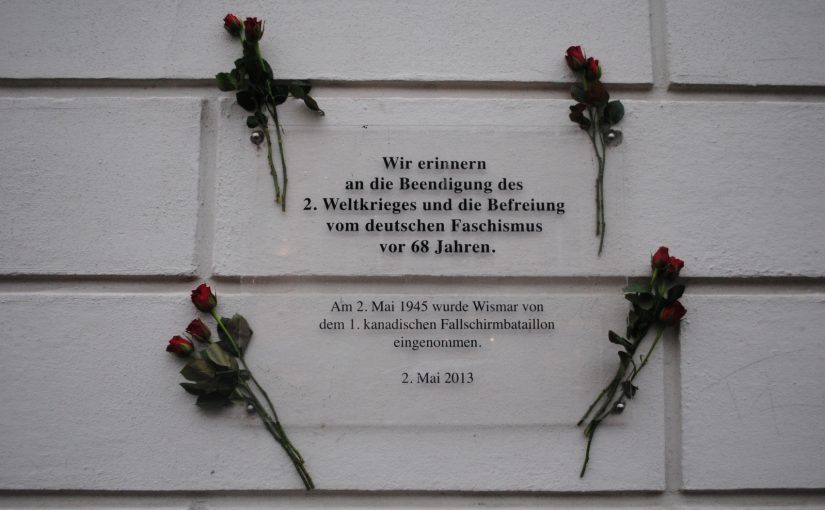 Wir erinnern
an die Beendigung des
2. Weltkrieges und die Befreiung
vom deutschen Faschismus
vor 68 Jahren.
Am 2. Mai 1945 wurde Wismar von
dem 1. kanadischen Fallschirmbataillon
eingenommen.
2. Mai 2013